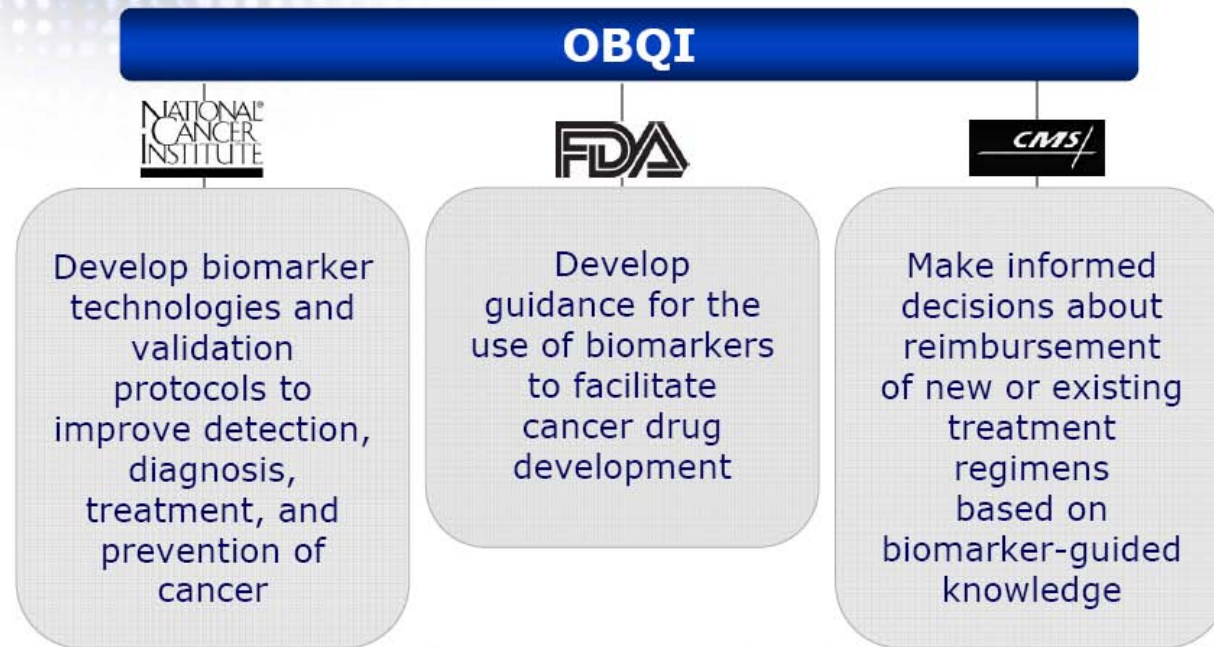 OBQI
NATIONAL®
CANCER
INSTITUTE
FDA
CMS/
Develop biomarker
technologies and
validation
protocols to
improve detection,
diagnosis,
treatment, and
prevention of
cancer
Develop
guidance for the
use of biomarkers
to facilitate
cancer drug
development
Make informed
decisions about
reimbursement
of new or existing
treatment
regimens
based on
biomarker-guided
knowledge